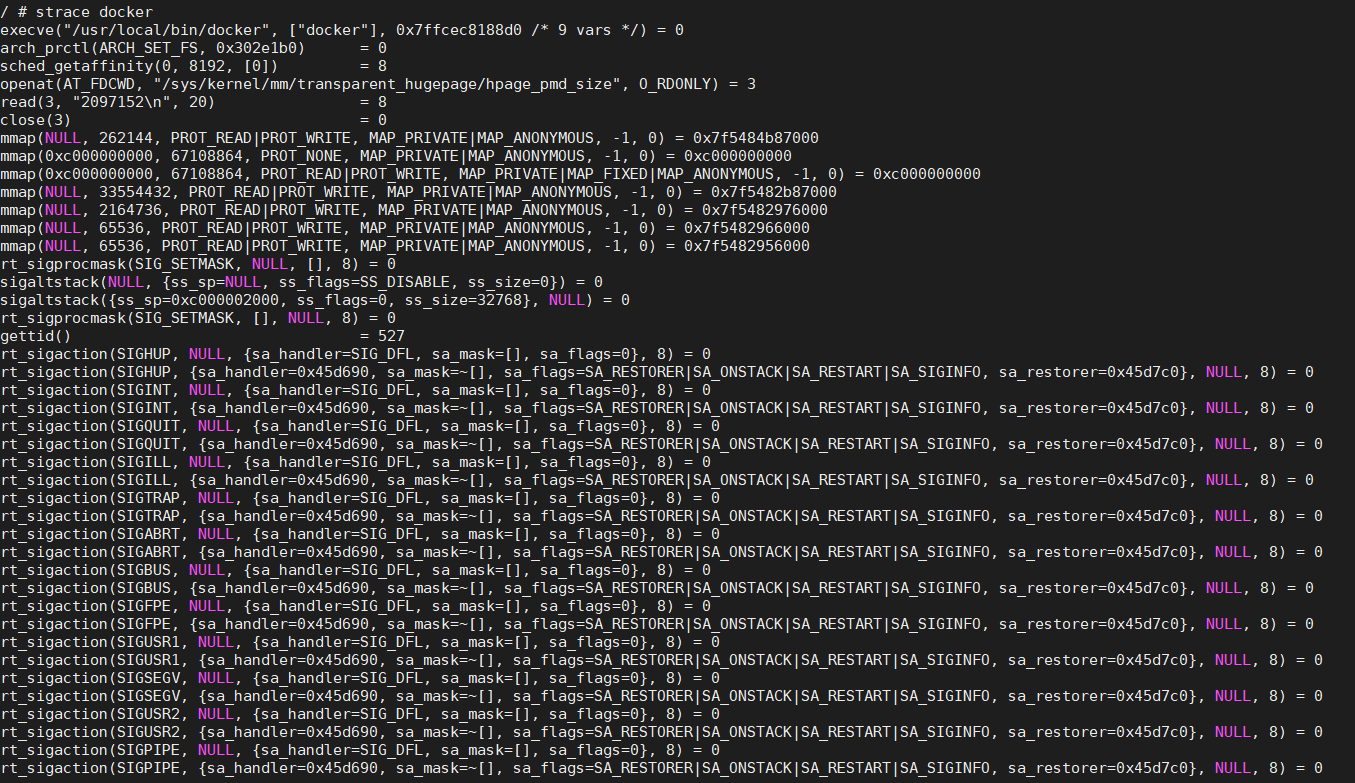 / # strace docker
execve("/usr/local/bin/docker", ["docker"], 0x7ffcec8188d0 /* 9 vars */) = 0
arch_prctl(ARCH_SET_FS, 0x302e1b0)      = 0
sched_getaffinity(0, 8192, [0])         = 8
openat(AT_FDCWD, "/sys/kernel/mm/transparent_hugepage/hpage_pmd_size", O_RDONLY) = 3
read(3, "2097152\n", 20)                = 8
close(3)                                = 0
mmap(NULL, 262144, PROT_READ|PROT_WRITE, MAP_PRIVATE|MAP_ANONYMOUS, -1, 0) = 0x7f5484b87000
mmap(0xc000000000, 67108864, PROT_NONE, MAP_PRIVATE|MAP_ANONYMOUS, -1, 0) = 0xc000000000
mmap(0xc000000000, 67108864, PROT_READ|PROT_WRITE, MAP_PRIVATE|MAP_FIXED|MAP_ANONYMOUS, -1, 0) = 0xc000000000
mmap(NULL, 33554432, PROT_READ|PROT_WRITE, MAP_PRIVATE|MAP_ANONYMOUS, -1, 0) = 0x7f5482b87000
mmap(NULL, 2164736, PROT_READ|PROT_WRITE, MAP_PRIVATE|MAP_ANONYMOUS, -1, 0) = 0x7f5482976000
mmap(NULL, 65536, PROT_READ|PROT_WRITE, MAP_PRIVATE|MAP_ANONYMOUS, -1, 0) = 0x7f5482966000
mmap(NULL, 65536, PROT_READ|PROT_WRITE, MAP_PRIVATE|MAP_ANONYMOUS, -1, 0) = 0x7f5482956000
rt_sigprocmask(SIG_SETMASK, NULL, [], 8) = 0
sigaltstack(NULL, {ss_sp=NULL, ss_flags=SS_DISABLE, ss_size=0}) = 0
sigaltstack({ss_sp=0xc000002000, ss_flags=0, ss_size=32768}, NULL) = 0
rt_sigprocmask(SIG_SETMASK, [], NULL, 8) = 0
gettid()                                = 527
rt_sigaction(SIGHUP, NULL, {sa_handler=SIG_DFL, sa_mask=[], sa_flags=0}, 8) = 0
rt_sigaction(SIGHUP, {sa_handler=0x45d690, sa_mask=~[], sa_flags=SA_RESTORER|SA_ONSTACK|SA_RESTART|SA_SIGINFO, sa_restorer=0x45d7c0}, NULL, 8) = 0
rt_sigaction(SIGINT, NULL, {sa_handler=SIG_DFL, sa_mask=[], sa_flags=0}, 8) = 0
rt_sigaction(SIGINT, {sa_handler=0x45d690, sa_mask=~[], sa_flags=SA_RESTORER|SA_ONSTACK|SA_RESTART|SA_SIGINFO, sa_restorer=0x45d7c0}, NULL, 8) = 0
rt_sigaction(SIGQUIT, NULL, {sa_handler=SIG_DFL, sa_mask=[], sa_flags=0}, 8) = 0
rt_sigaction(SIGQUIT, {sa_handler=0x45d690, sa_mask=~[], sa_flags=SA_RESTORER|SA_ONSTACK|SA_RESTART|SA_SIGINFO, sa_restorer=0x45d7c0}, NULL, 8) = 0
rt_sigaction(SIGILL, NULL, {sa_handler=SIG_DFL, sa_mask=[], sa_flags=0}, 8) = 0
rt_sigaction(SIGILL, {sa_handler=0x45d690, sa_mask=~[], sa_flags=SA_RESTORER|SA_ONSTACK|SA_RESTART|SA_SIGINFO, sa_restorer=0x45d7c0}, NULL, 8) = 0
rt_sigaction(SIGTRAP, NULL, {sa_handler=SIG_DFL, sa_mask=[], sa_flags=0}, 8) = 0
rt_sigaction(SIGTRAP, {sa_handler=0x45d690, sa_mask=~[], sa_flags=SA_RESTORER|SA_ONSTACK|SA_RESTART|SA_SIGINFO, sa_restorer=0x45d7c0}, NULL, 8) = 0
rt_sigaction(SIGABRT, NULL, {sa_handler=SIG_DFL, sa_mask=[], sa_flags=0}, 8) = 0
rt_sigaction(SIGABRT, {sa_handler=0x45d690, sa_mask=~[], sa_flags=SA_RESTORER|SA_ONSTACK|SA_RESTART|SA_SIGINFO, sa_restorer=0x45d7c0}, NULL, 8) = 0
rt_sigaction(SIGBUS, NULL, {sa_handler=SIG_DFL, sa_mask=[], sa_flags=0}, 8) = 0
rt_sigaction(SIGBUS, {sa_handler=0x45d690, sa_mask=~[], sa_flags=SA_RESTORER|SA_ONSTACK|SA_RESTART|SA_SIGINFO, sa_restorer=0x45d7c0}, NULL, 8) = 0
rt_sigaction(SIGFPE, NULL, {sa_handler=SIG_DFL, sa_mask=[], sa_flags=0}, 8) = 0
rt_sigaction(SIGFPE, {sa_handler=0x45d690, sa_mask=~[], sa_flags=SA_RESTORER|SA_ONSTACK|SA_RESTART|SA_SIGINFO, sa_restorer=0x45d7c0}, NULL, 8) = 0
rt_sigaction(SIGUSR1, NULL, {sa_handler=SIG_DFL, sa_mask=[], sa_flags=0}, 8) = 0
rt_sigaction(SIGUSR1, {sa_handler=0x45d690, sa_mask=~[], sa_flags=SA_RESTORER|SA_ONSTACK|SA_RESTART|SA_SIGINFO, sa_restorer=0x45d7c0}, NULL, 8) = 0
rt_sigaction(SIGSEGV, NULL, {sa_handler=SIG_DFL, sa_mask=[], sa_flags=0}, 8) = 0
rt_sigaction(SIGSEGV, {sa_handler=0x45d690, sa_mask=~[], sa_flags=SA_RESTORER|SA_ONSTACK|SA_RESTART|SA_SIGINFO, sa_restorer=0x45d7c0}, NULL, 8) = 0
rt_sigaction(SIGUSR2, NULL, {sa_handler=SIG_DFL, sa_mask=[], sa_flags=0}, 8) = 0
rt_sigaction(SIGUSR2, {sa_handler=0x45d690, sa_mask=~[], sa_flags=SA_RESTORER|SA_ONSTACK|SA_RESTART|SA_SIGINFO, sa_restorer=0x45d7c0}, NULL, 8) = 0
rt_sigaction(SIGPIPE, NULL, {sa_handler=SIG_DFL, sa_mask=[], sa_flags=0}, 8) = 0
rt_sigaction(SIGPIPE, {sa_handler=0x45d690, sa_mask=~[], sa_flags=SA_RESTORER|SA_ONSTACK|SA_RESTART|SA_SIGINFO, sa_restorer=0x45d7c0}, NULL, 8) = 0